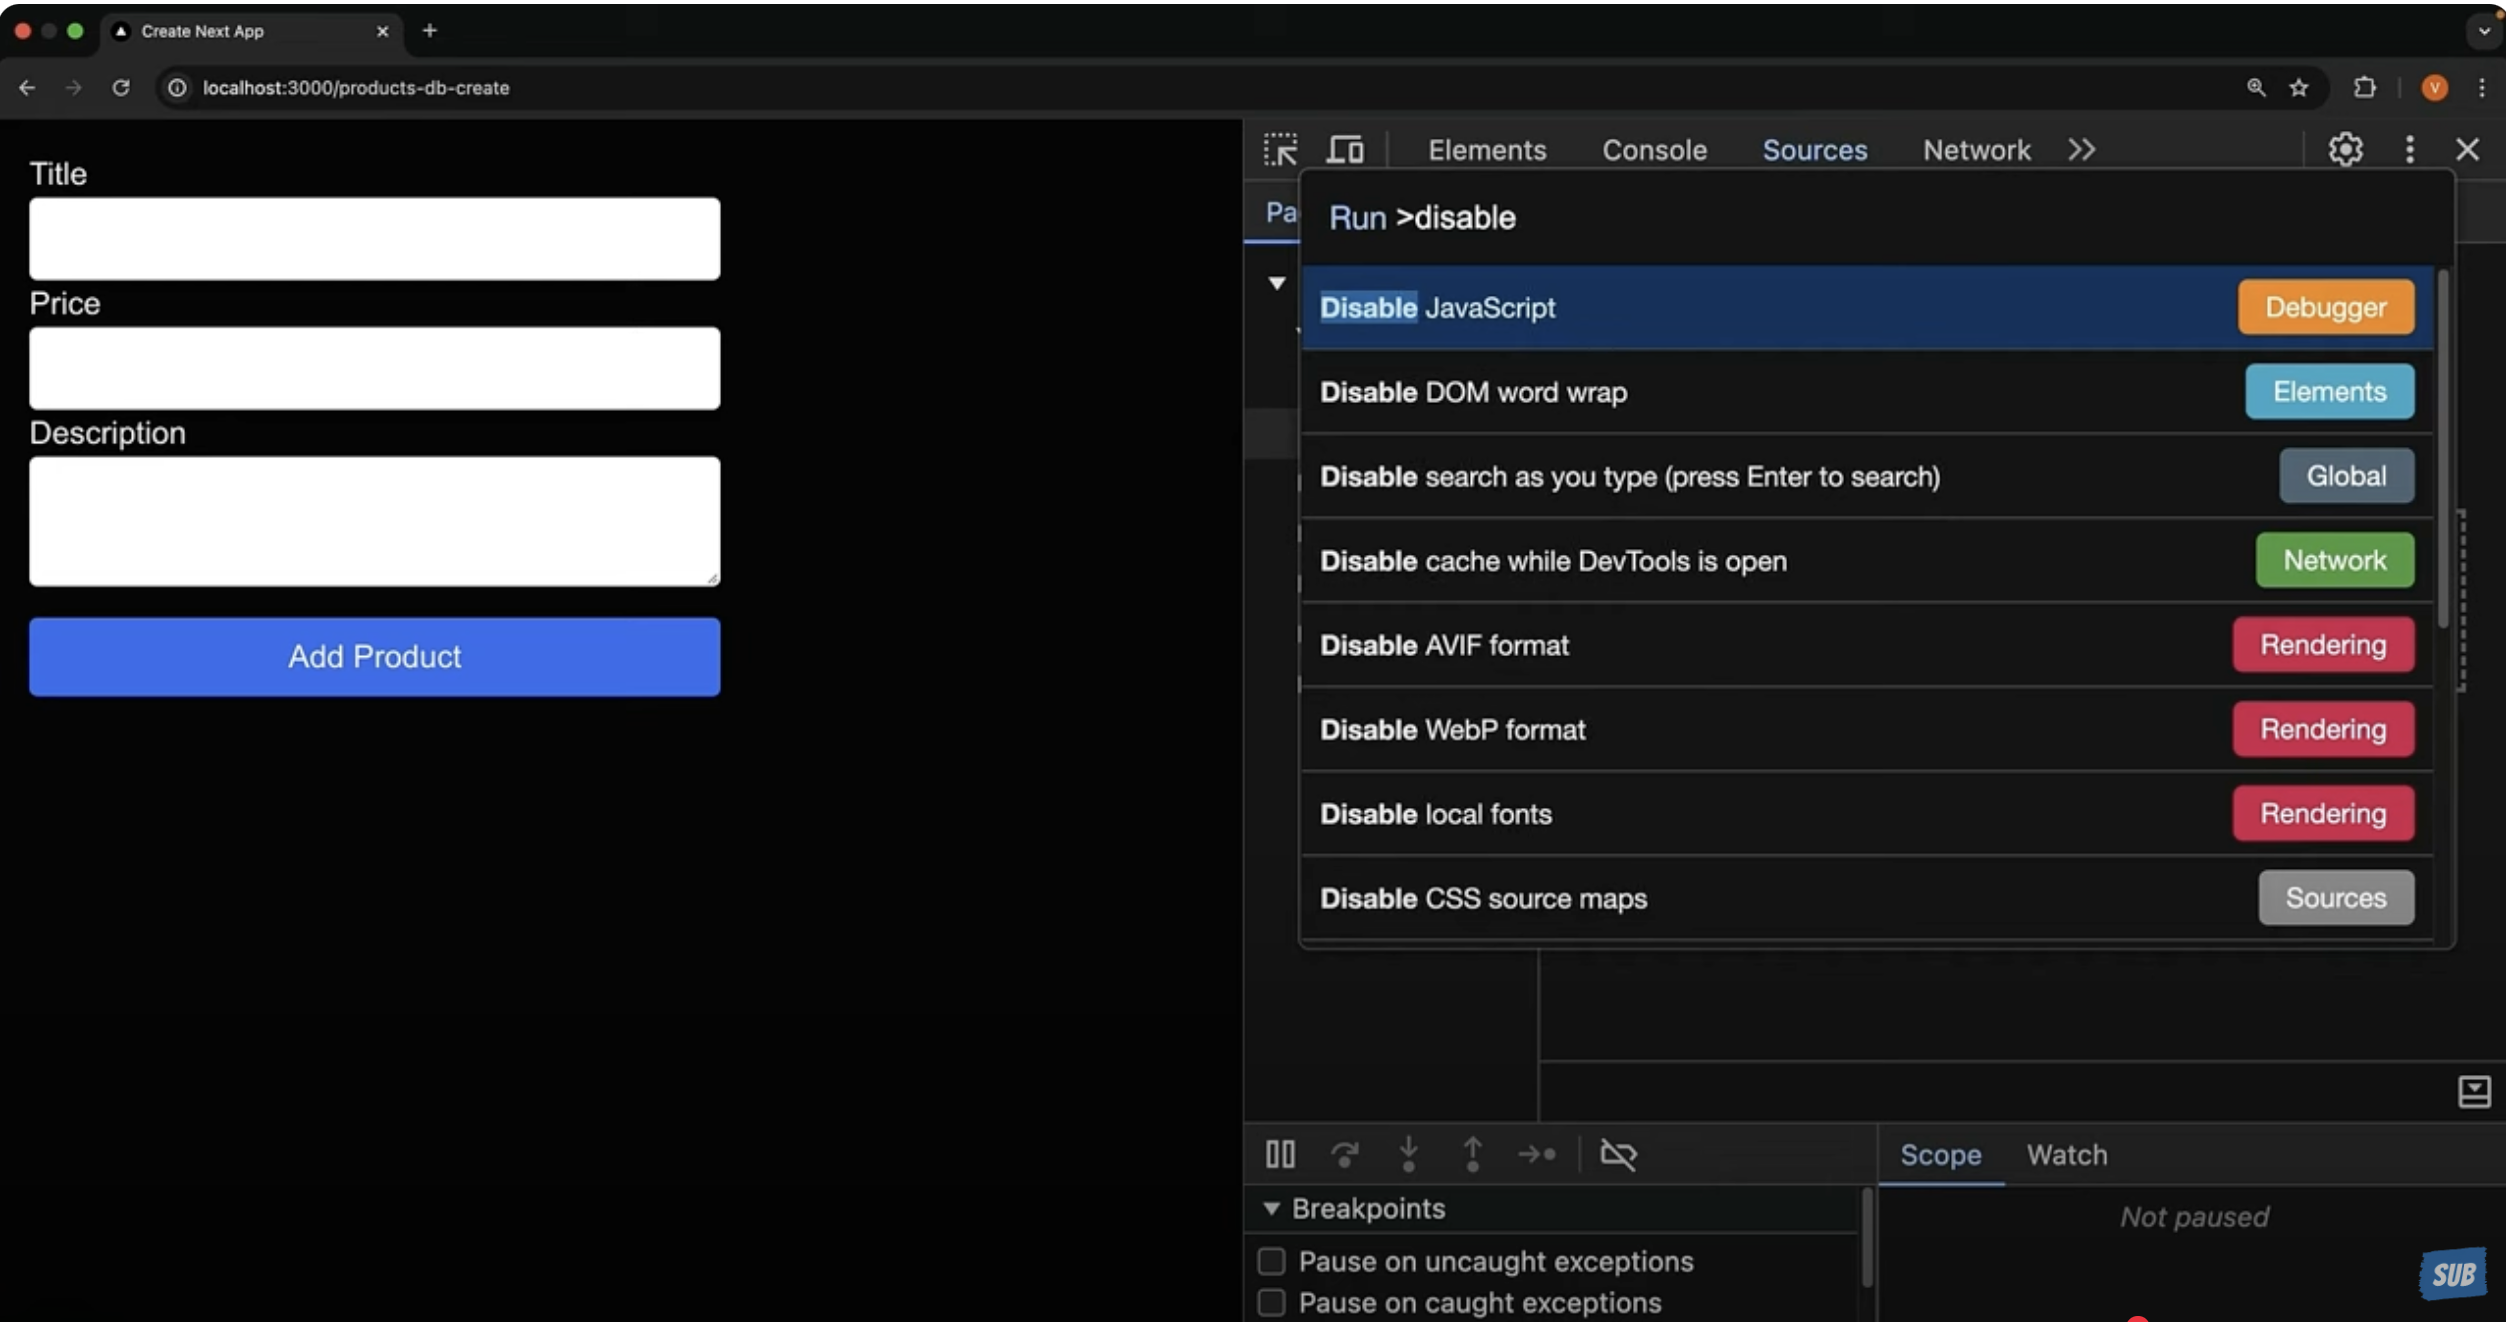 Create Next App
localhost:3000/products-db-create
V
Title
Price
Description
Add Product
Elements Console Sources Network
Pa
Run >disable
Disable JavaScript Debugger
Disable DOM word wrap Elements
Disable search as you type (press Enter to search) Global
Disable cache while DevTools is open Network
Disable AVIF format Rendering
Disable WebP format Rendering
Disable local fonts Rendering
Disable CSS source maps Sources
Scope Watch
Breakpoints
Not paused
Pause on uncaught exceptions
Pause on caught exceptions
SUB